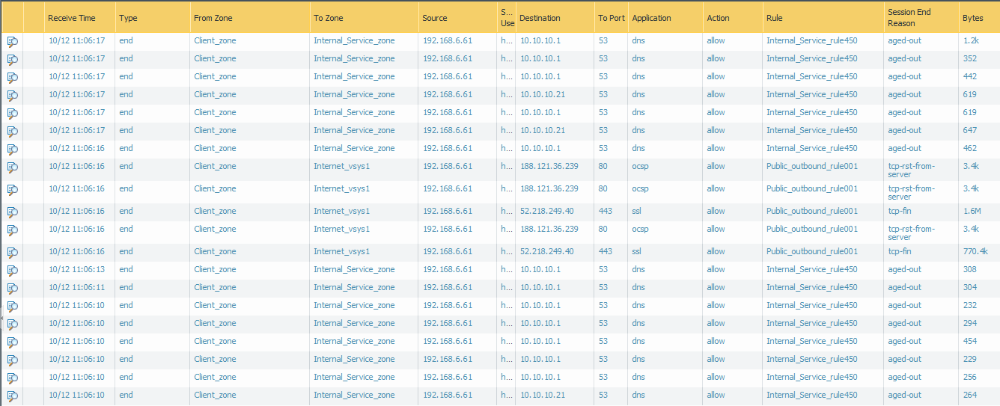 Receive Time Type From Zone To Zone Source S... Use Destination To Port Application Action Rule Session End Reason Bytes
10/12 11:06:17 end Client_zone Internal_Service_zone 192.168.6.61 h... 10.10.10.1 53 dns allow Internal_Service_rule450 aged-out 1.2k
10/12 11:06:17 end Client_zone Internal_Service_zone 192.168.6.61 h... 10.10.10.1 53 dns allow Internal_Service_rule450 aged-out 352
10/12 11:06:17 end Client_zone Internal_Service_zone 192.168.6.61 h... 10.10.10.1 53 dns allow Internal_Service_rule450 aged-out 442
10/12 11:06:17 end Client_zone Internal_Service_zone 192.168.6.61 h... 10.10.10.21 53 dns allow Internal_Service_rule450 aged-out 619
10/12 11:06:17 end Client_zone Internal_Service_zone 192.168.6.61 h... 10.10.10.1 53 dns allow Internal_Service_rule450 aged-out 619
10/12 11:06:17 end Client_zone Internal_Service_zone 192.168.6.61 h... 10.10.10.21 53 dns allow Internal_Service_rule450 aged-out 647
10/12 11:06:16 end Client_zone Internal_Service_zone 192.168.6.61 h... 10.10.10.1 53 dns allow Internal_Service_rule450 aged-out 462
10/12 11:06:16 end Client_zone Internet_vsys1 192.168.6.61 h... 188.121.36.239 80 ocsp allow Public_outbound_rule001 tcp-rst-from-server 3.4k
10/12 11:06:16 end Client_zone Internet_vsys1 192.168.6.61 h... 188.121.36.239 80 ocsp allow Public_outbound_rule001 tcp-rst-from-server 3.4k
10/12 11:06:16 end Client_zone Internet_vsys1 192.168.6.61 h... 52.218.249.40 443 ssl allow Public_outbound_rule001 tcp-fin 1.6M
10/12 11:06:16 end Client_zone Internet_vsys1 192.168.6.61 h... 188.121.36.239 80 ocsp allow Public_outbound_rule001 tcp-rst-from-server 3.4k
10/12 11:06:16 end Client_zone Internet_vsys1 192.168.6.61 h... 52.218.249.40 443 ssl allow Public_outbound_rule001 tcp-fin 770.4k
10/12 11:06:13 end Client_zone Internal_Service_zone 192.168.6.61 h... 10.10.10.1 53 dns allow Internal_Service_rule450 aged-out 308
10/12 11:06:11 end Client_zone Internal_Service_zone 192.168.6.61 h... 10.10.10.1 53 dns allow Internal_Service_rule450 aged-out 304
10/12 11:06:10 end Client_zone Internal_Service_zone 192.168.6.61 h... 10.10.10.1 53 dns allow Internal_Service_rule450 aged-out 232
10/12 11:06:10 end Client_zone Internal_Service_zone 192.168.6.61 h... 10.10.10.1 53 dns allow Internal_Service_rule450 aged-out 294
10/12 11:06:10 end Client_zone Internal_Service_zone 192.168.6.61 h... 10.10.10.1 53 dns allow Internal_Service_rule450 aged-out 454
10/12 11:06:10 end Client_zone Internal_Service_zone 192.168.6.61 h... 10.10.10.1 53 dns allow Internal_Service_rule450 aged-out 229
10/12 11:06:10 end Client_zone Internal_Service_zone 192.168.6.61 h... 10.10.10.1 53 dns allow Internal_Service_rule450 aged-out 256
10/12 11:06:10 end Client_zone Internal_Service_zone 192.168.6.61 h... 10.10.10.21 53 dns allow Internal_Service_rule450 aged-out 264